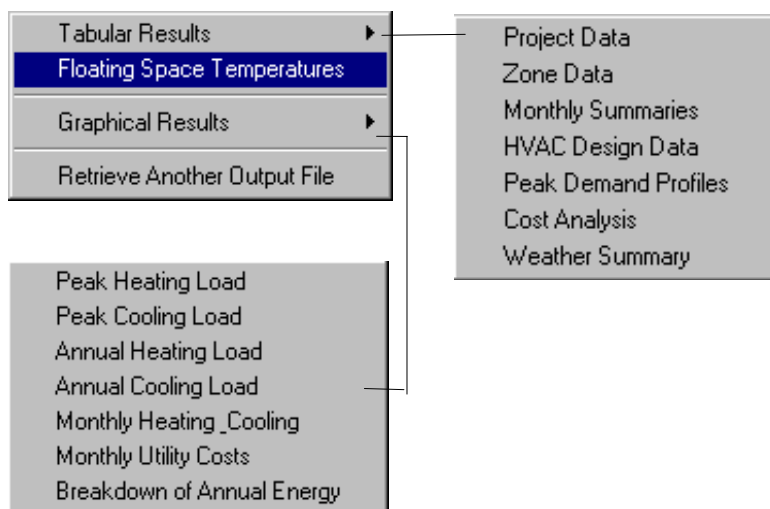 Tabular Results
Floating Space Temperatures
Graphical Results
Retrieve Another Output File
Project Data
Zone Data
Monthly Summaries
HVAC Design Data
Peak Demand Profiles
Cost Analysis
Weather Summary
Peak Heating Load
Peak Cooling Load
Annual Heating Load
Annual Cooling Load
Monthly Heating_Cooling
Monthly Utility Costs
Breakdown of Annual Energy